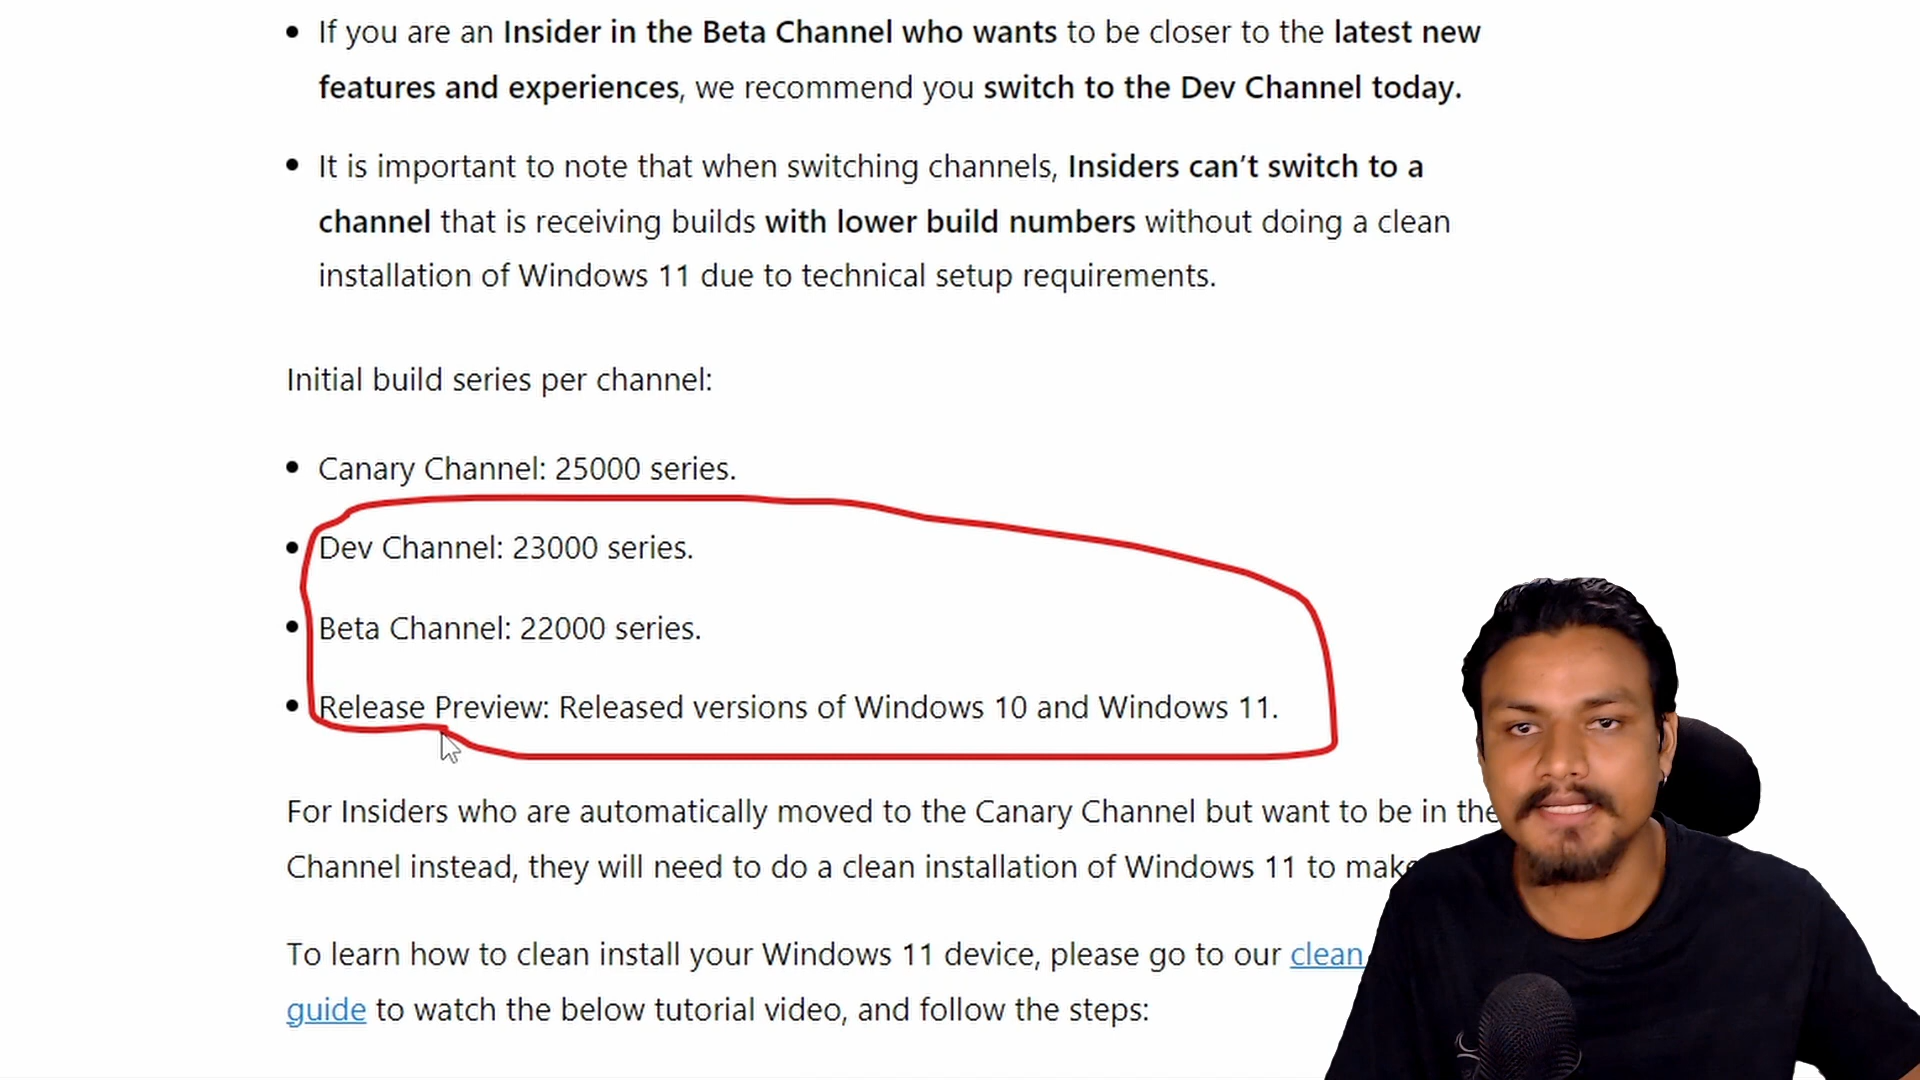 If you are an Insider in the Beta Channel who wants to be closer to the latest new
features and experiences, we recommend you switch to the Dev Channel today.
It is important to note that when switching channels, Insiders can’t switch to a
channel that is receiving builds with lower build numbers without doing a clean
installation of Windows 11 due to technical setup requirements.
Initial build series per channel:
Canary Channel: 25000 series.
Dev Channel: 23000 series.
Beta Channel: 22000 series.
Release Preview: Released versions of Windows 10 and Windows 11.
For Insiders who are automatically moved to the Canary Channel but want to be in the
Channel instead, they will need to do a clean installation of Windows 11 to make
To learn how to clean install your Windows 11 device, please go to our clean
guide to watch the below tutorial video, and follow the steps: